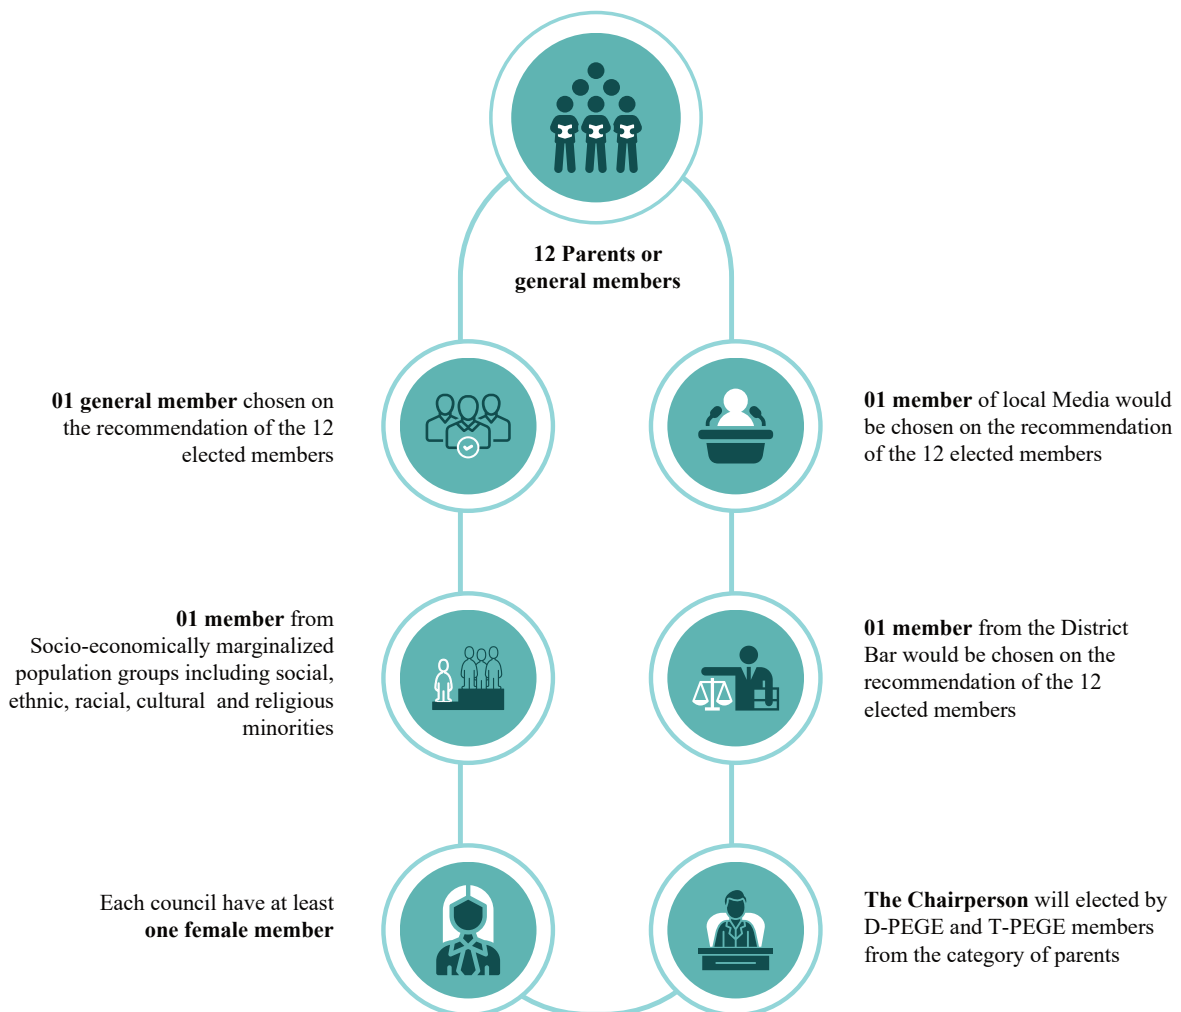 12 Parents or
general members
01 general member chosen on
the recommendation of the 12
elected members
01 member of local Media would
be chosen on the recommendation
of the 12 elected members
01 member from
Socio-economically marginalized
population groups including social,
ethnic, racial, cultural and religious
minorities
01 member from the District
Bar would be chosen on the
recommendation of the 12
elected members
Each council have at least
one female member
The Chairperson will elected by
D-PEGE and T-PEGE members
from the category of parents